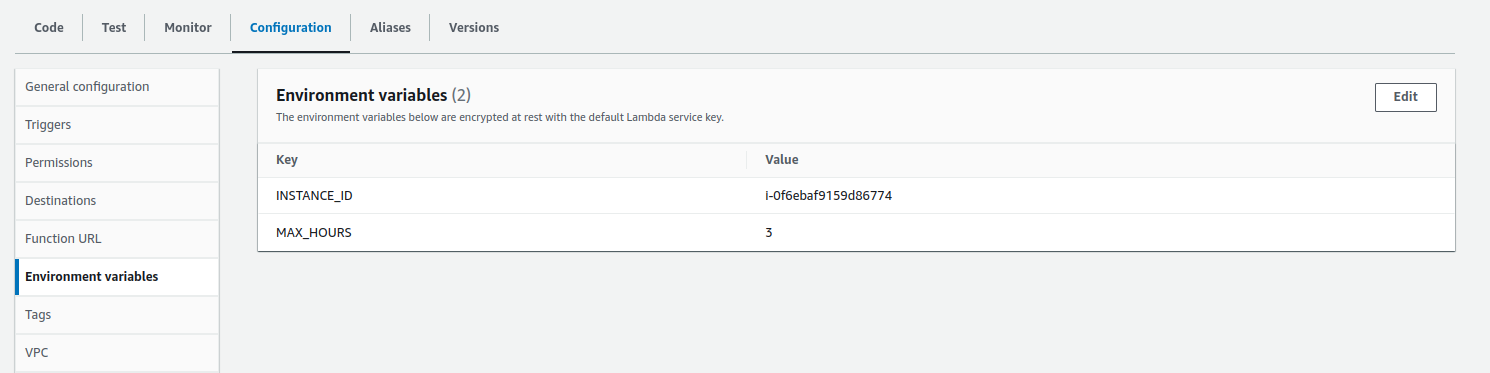 Code Test Monitor Configuration Aliases Versions
General configuration
Triggers
Permissions
Destinations
Function URL
Environment variables
Tags
VPC
Environment variables (2)
Edit
The environment variables below are encrypted at rest with the default Lambda service key.
Key Value
INSTANCE_ID i-0f6ebaf9159d86774
MAX_HOURS 3